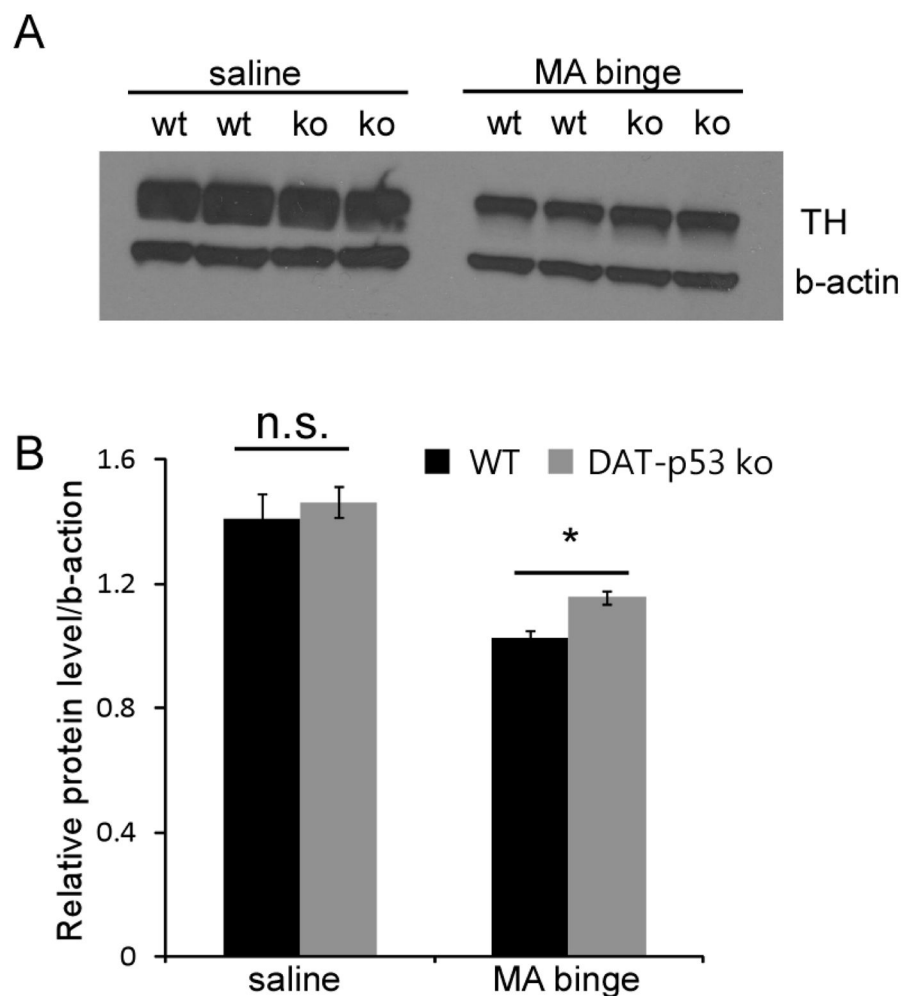 A
saline MA binge
wt wt ko ko wt wt ko ko
TH
b-actin
B
n.s.
WT DAT-p53 ko
*
Relative protein level/b-action
1.6
1.2
0.8
0.4
0
saline MA binge